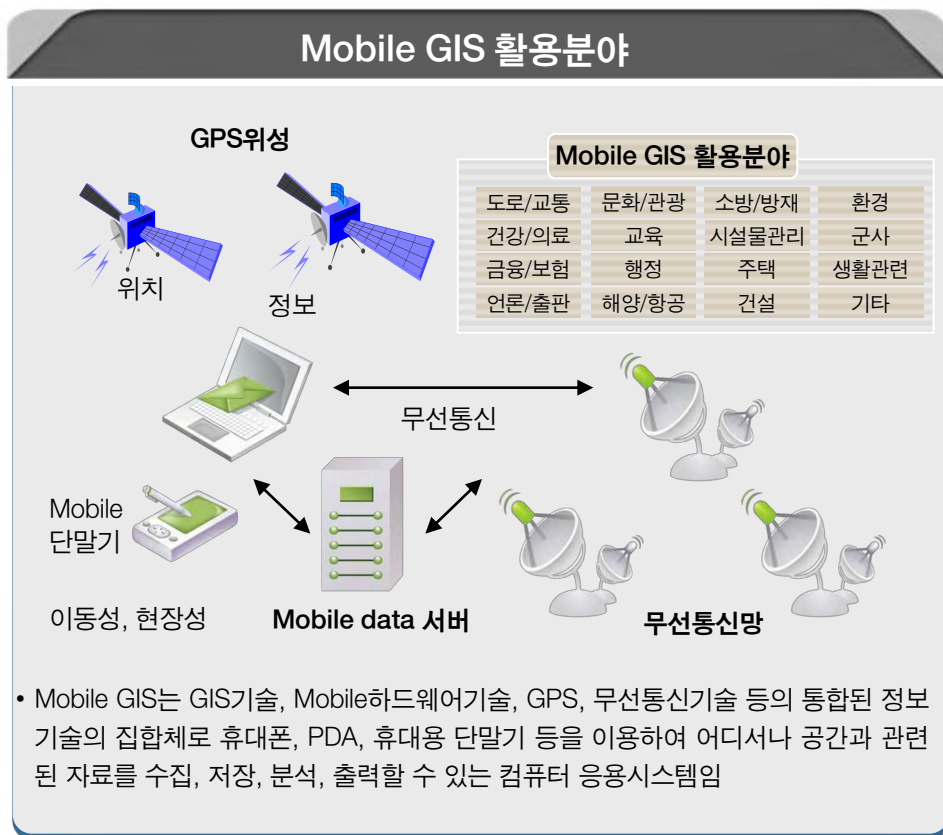 Mobile GIS 활용분야
GPS위성
위치
정보
Mobile GIS 활용분야
도로/교통 문화/관광 소방/방재 환경
건강/의료 교육 시설물관리 군사
금융/보험 행정 주택 생활관련
언론/출판 해양/항공 건설 기타
무선통신
Mobile
단말기
이동성, 현장성
Mobile data 서버
무선통신망
• Mobile GIS는 GIS기술, Mobile하드웨어기술, GPS, 무선통신기술 등의 통합된 정보
기술의 집합체로 휴대폰, PDA, 휴대용 단말기 등을 이용하여 어디서나 공간과 관련
된 자료를 수집, 저장, 분석, 출력할 수 있는 컴퓨터 응용시스템임